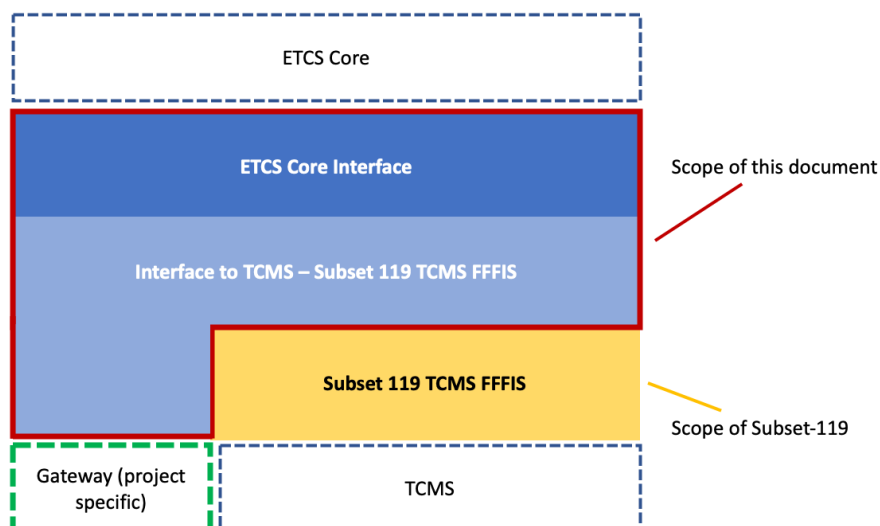 ETCS Core
ETCS Core Interface
Scope of this document
Interface to TCMS – Subset 119 TCMS FFFIS
Subset 119 TCMS FFFIS
Scope of Subset-119
Gateway (project
specific)
TCMS